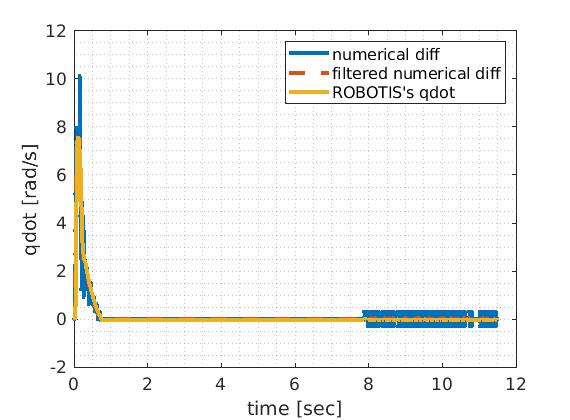 12
10
8
6
4
2
0
-2
qdot [rad/s]
numerical diff
filtered numerical diff
ROBOTIS's qdot
0 2 4 6 8 10 12
time [sec]